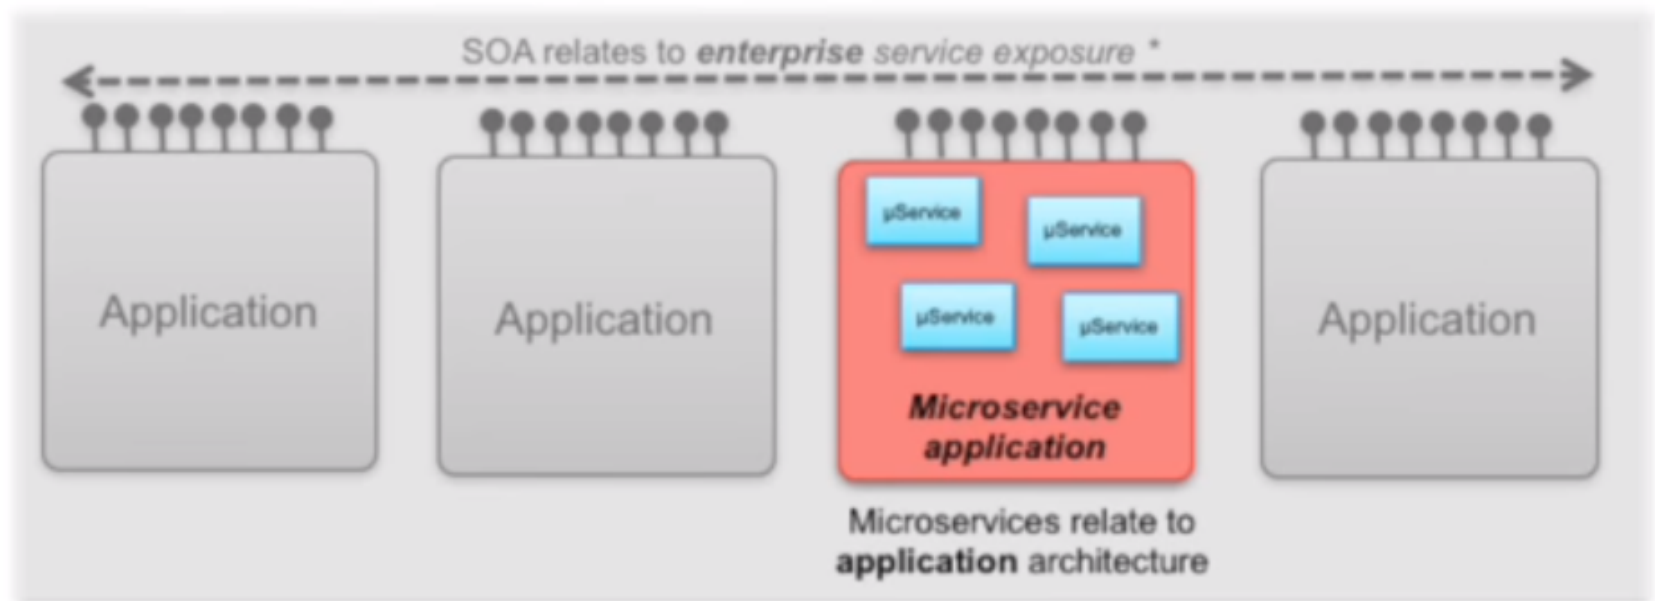 SOA relates to enterprise service exposure *
Application
Application
µService
µService
µService
µService
Microservice
application
Application
Microservices relate to
application architecture